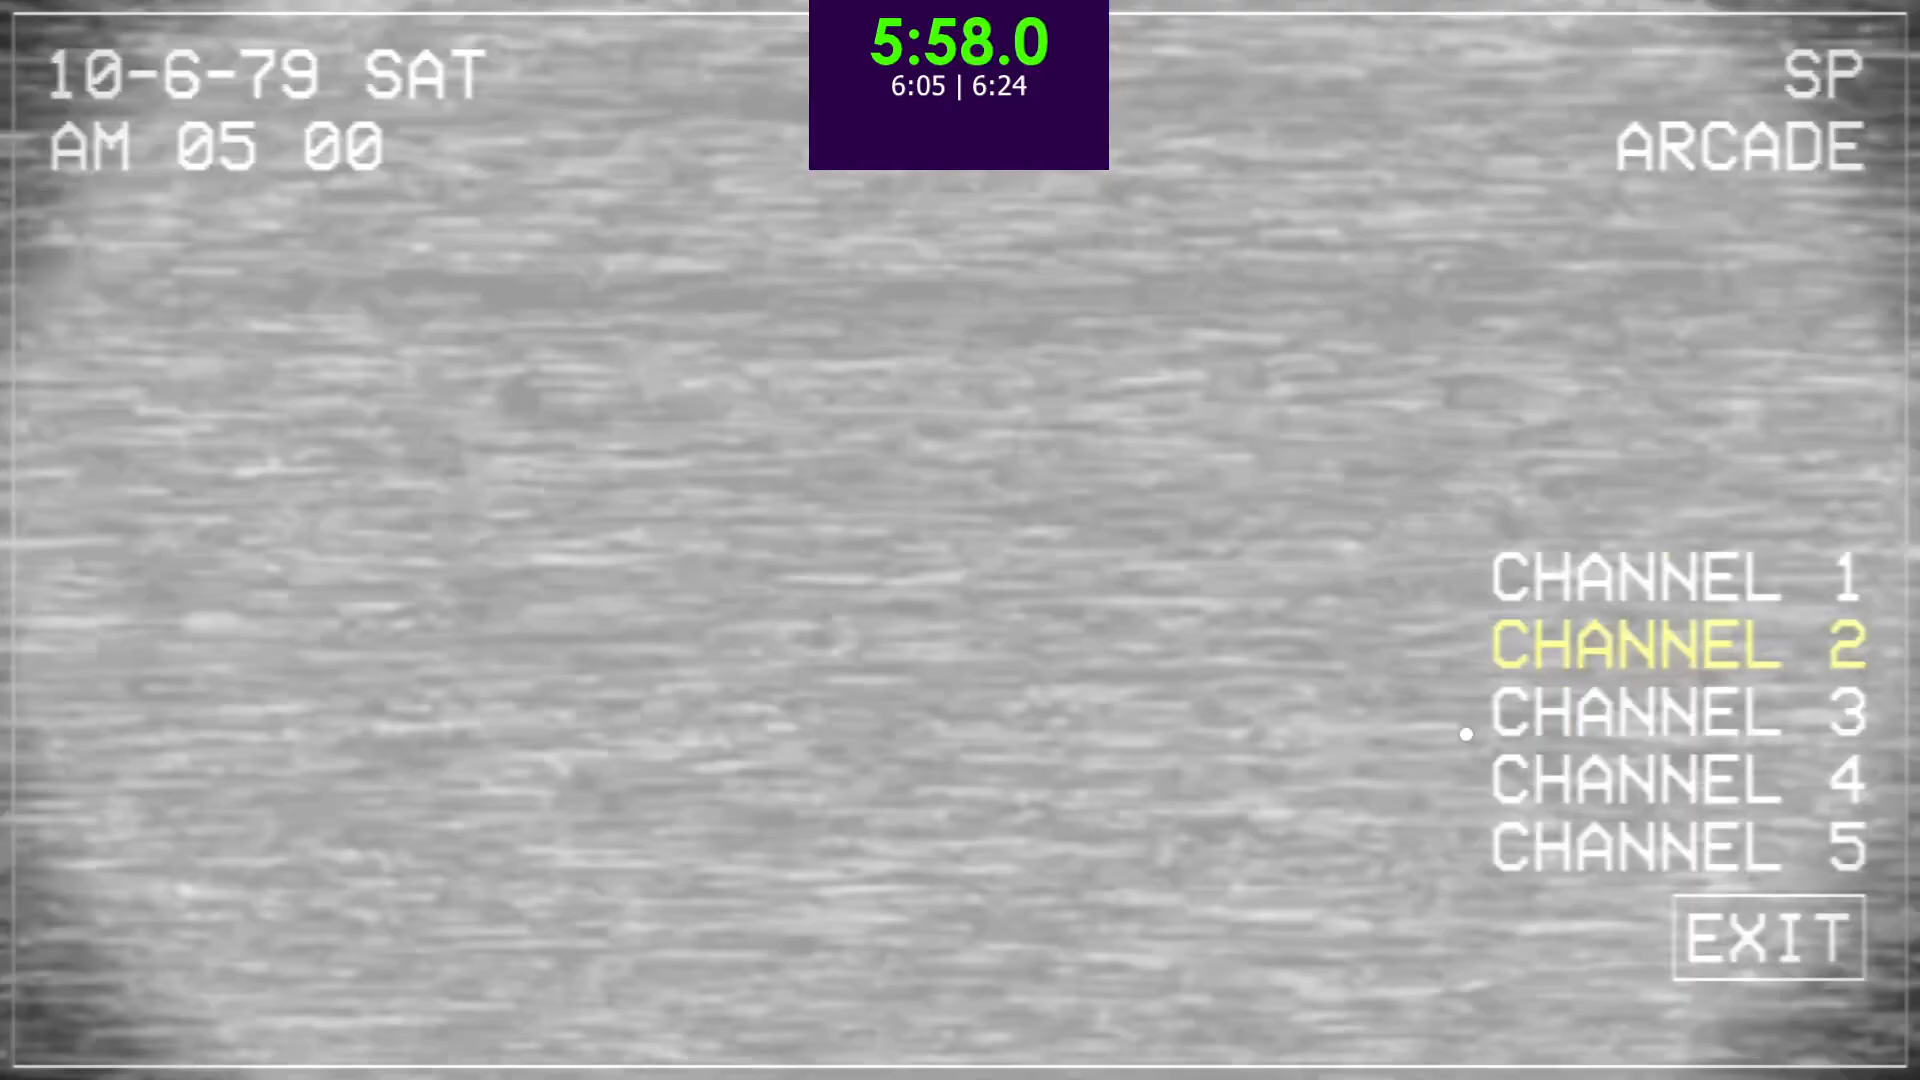 5:58.0
6:05 | 6:24
10-6-79 SAT
AM 05 00
SP
ARCADE
CHANNEL 1
CHANNEL 2
CHANNEL 3
CHANNEL 4
CHANNEL 5
EXIT